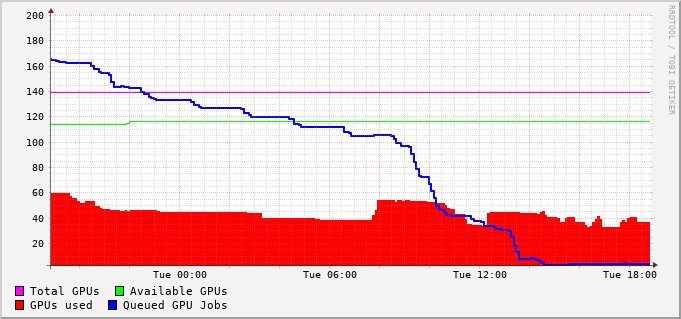 200
180
160
140
120
100
80
60
40
20
Tue 00:00 Tue 06:00 Tue 12:00 Tue 18:00
Total GPUs Available GPUs
GPUs used Queued GPU Jobs
RRDTOOL / TOBI OETIKER